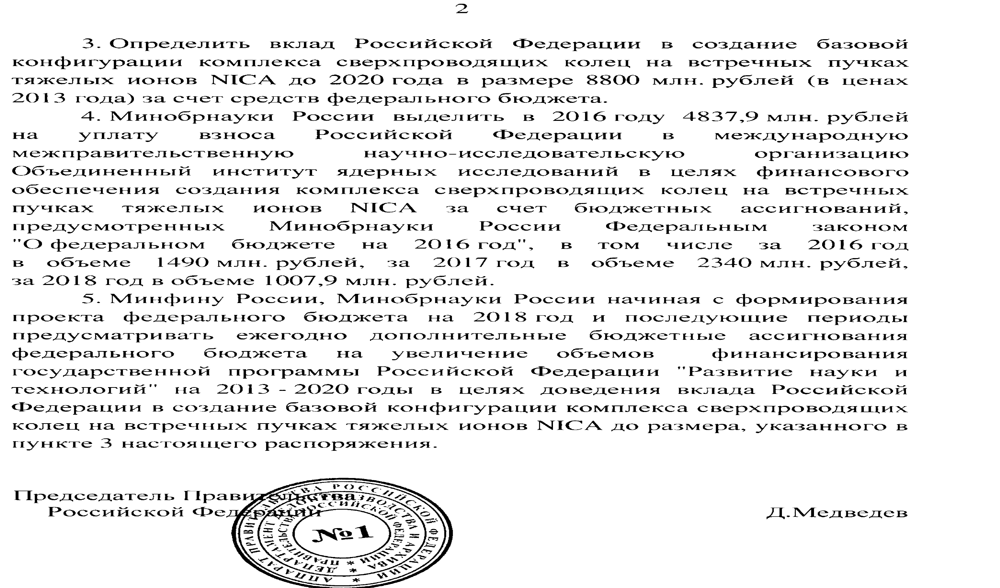 2
3. Определить вклад Российской Федерации в создание базовой
конфигурации комплекса сверхпроводящих колец на встречных пучках
тяжелых ионов NICA до 2020 года в размере 8800 млн. рублей (в ценах
2013 года) за счет средств федерального бюджета.
4. Минобрнауки России выделить в 2016 году 4837,9 млн. рублей
на уплату взноса Российской Федерации в международную
межправительственную научно-исследовательскую организацию
Объединенный институт ядерных исследований в целях финансового
обеспечения создания комплекса сверхпроводящих колец на встречных
пучках тяжелых ионов NICA за счет бюджетных ассигнований,
предусмотренных Минобрнауки России Федеральным законом
"О федеральном бюджете на 2016 год", в том числе за 2016 год
в объеме 1490 млн. рублей, за 2017 год в объеме 2340 млн. рублей,
за 2018 год в объеме 1007,9 млн. рублей.
5. Минфину России, Минобрнауки России начиная с формирования
проекта федерального бюджета на 2018 год и последующие периоды
предусматривать ежегодно дополнительные бюджетные ассигнования
федерального бюджета на увеличение объемов финансирования
государственной программы Российской Федерации "Развитие науки и
технологий" на 2013 - 2020 годы в целях доведения вклада Российской
Федерации в создание базовой конфигурации комплекса сверхпроводящих
колец на встречных пучках тяжелых ионов NICA до размера, указанного в
пункте 3 настоящего распоряжения.
Председатель Правительства
Российской Федерации
Д.Медведев
АППАРАТ ПРАВИТЕЛЬСТВА РОССИЙСКОЙ ФЕДЕРАЦИИ *
ДЕПАРТАМЕНТ ДЕЛОПРОИЗВОДСТВА И АРХИВА *
ПРАВИТЕЛЬСТВА РОССИЙСКОЙ ФЕДЕРАЦИИ *
№1